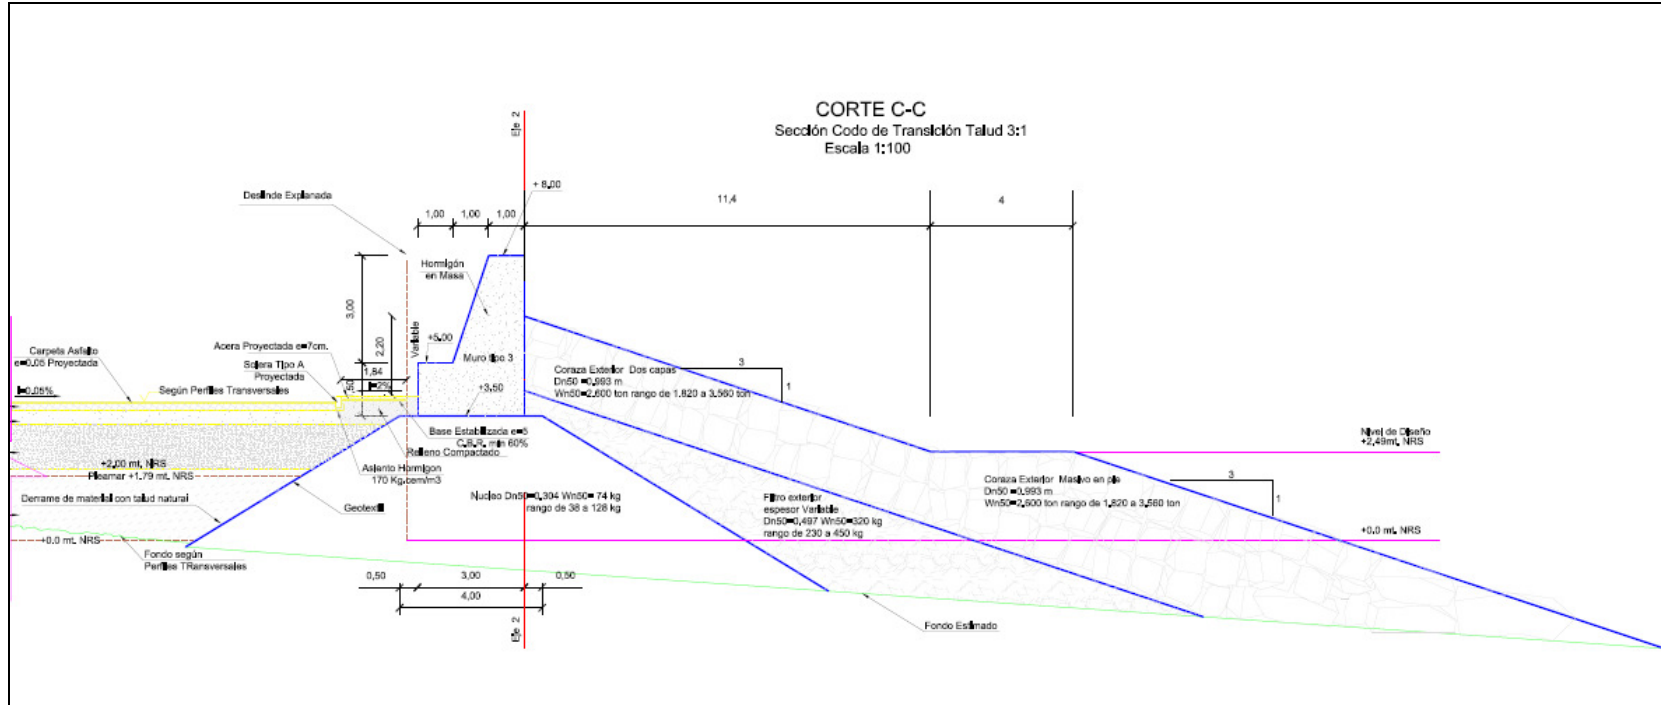 CORTE C-C
Sección Codo de Transición Talud 3:1
Escala 1:100
Eje 2
Deslinde Explanada
+ 8,00
1,00
1,00
1,00
11,4
4
Hormigón
en Masa
3,00
2,20
Variable
+5.00
Muro tipo 3
+3,50
1,84
,50
i=2%
Acera Proyectada e=7cm.
Solera Tipo A
Proyectada
Carpeta Asfalto
e=0.05 Proyectada
i=0.05%
Según Perfiles Transversales
Base Estabilizada e=5
C.B.R. min 60%
Relleno Compactado
Asiento Hormigon
170 Kg.cem/m3
+2,00 mt. NRS
Pleamar +1.79 mt. NRS
Derrame de material con talud natural
Geotextil
+0.0 mt. NRS
Fondo según
Perfiles TRansversales
Nucleo Dn50=0,304 Wn50= 74 kg
rango de 38 a 128 kg
0,50
3,00
0,50
4,00
Eje 2
Coraza Exterior Dos capas
Dn50 =0.993 m
Wn50=2.600 ton rango de 1.820 a 3.560 ton
3
1
Filtro exterior
espesor Variable
Dn50=0,497 Wn50=320 kg
rango de 230 a 450 kg
Coraza Exterior Masivo en pie
Dn50=0.993 m
Wn50=2,600 ton rango de 1.820 a 3,560 ton
3
1
Nivel de Diseño
+2,49mt. NRS
+0.0 mt. NRS
Fondo Estimado